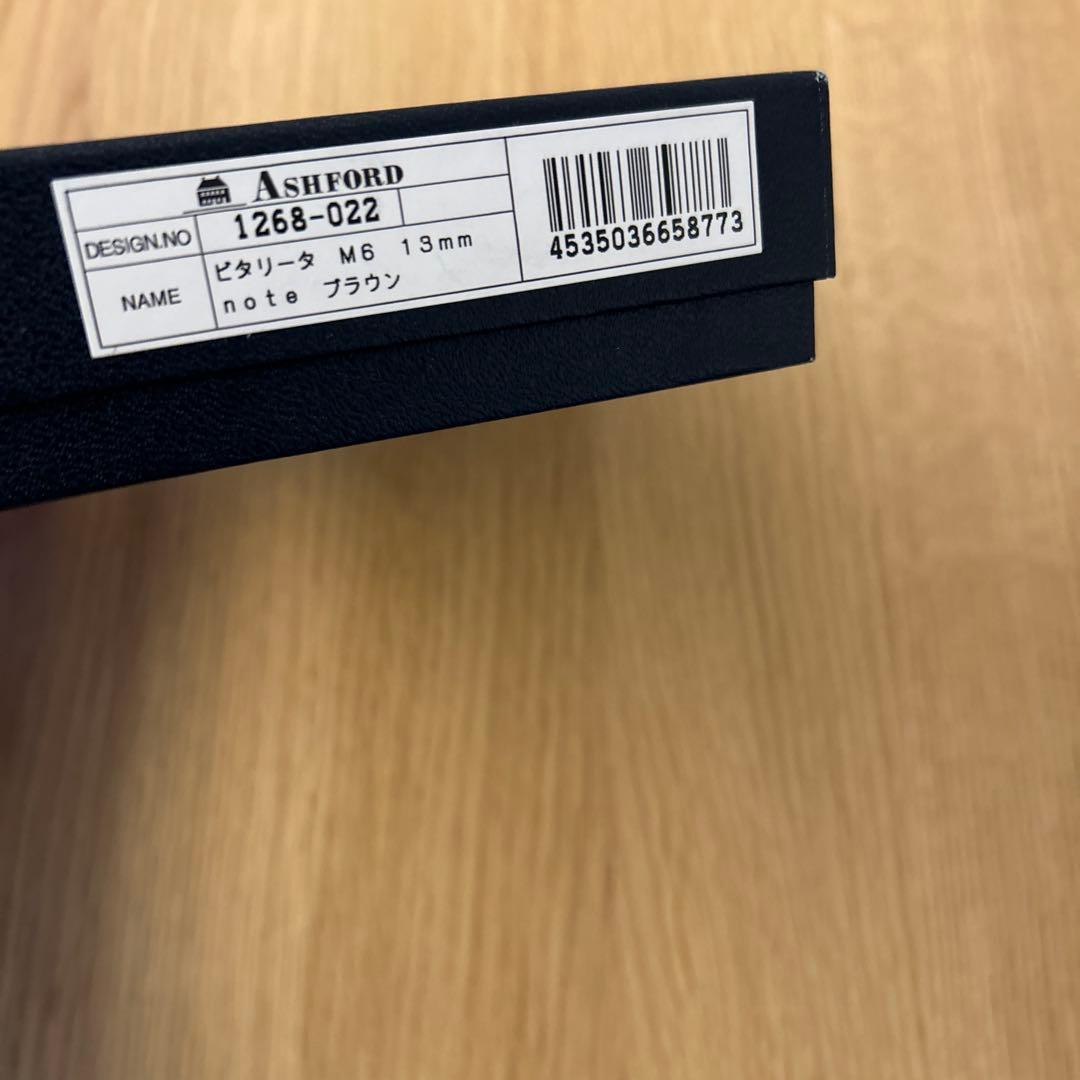 ASHFORD
DESIGN.NO 1268-022
NAME ピタリータ M6 13mm
note ブラウン
4535036658773